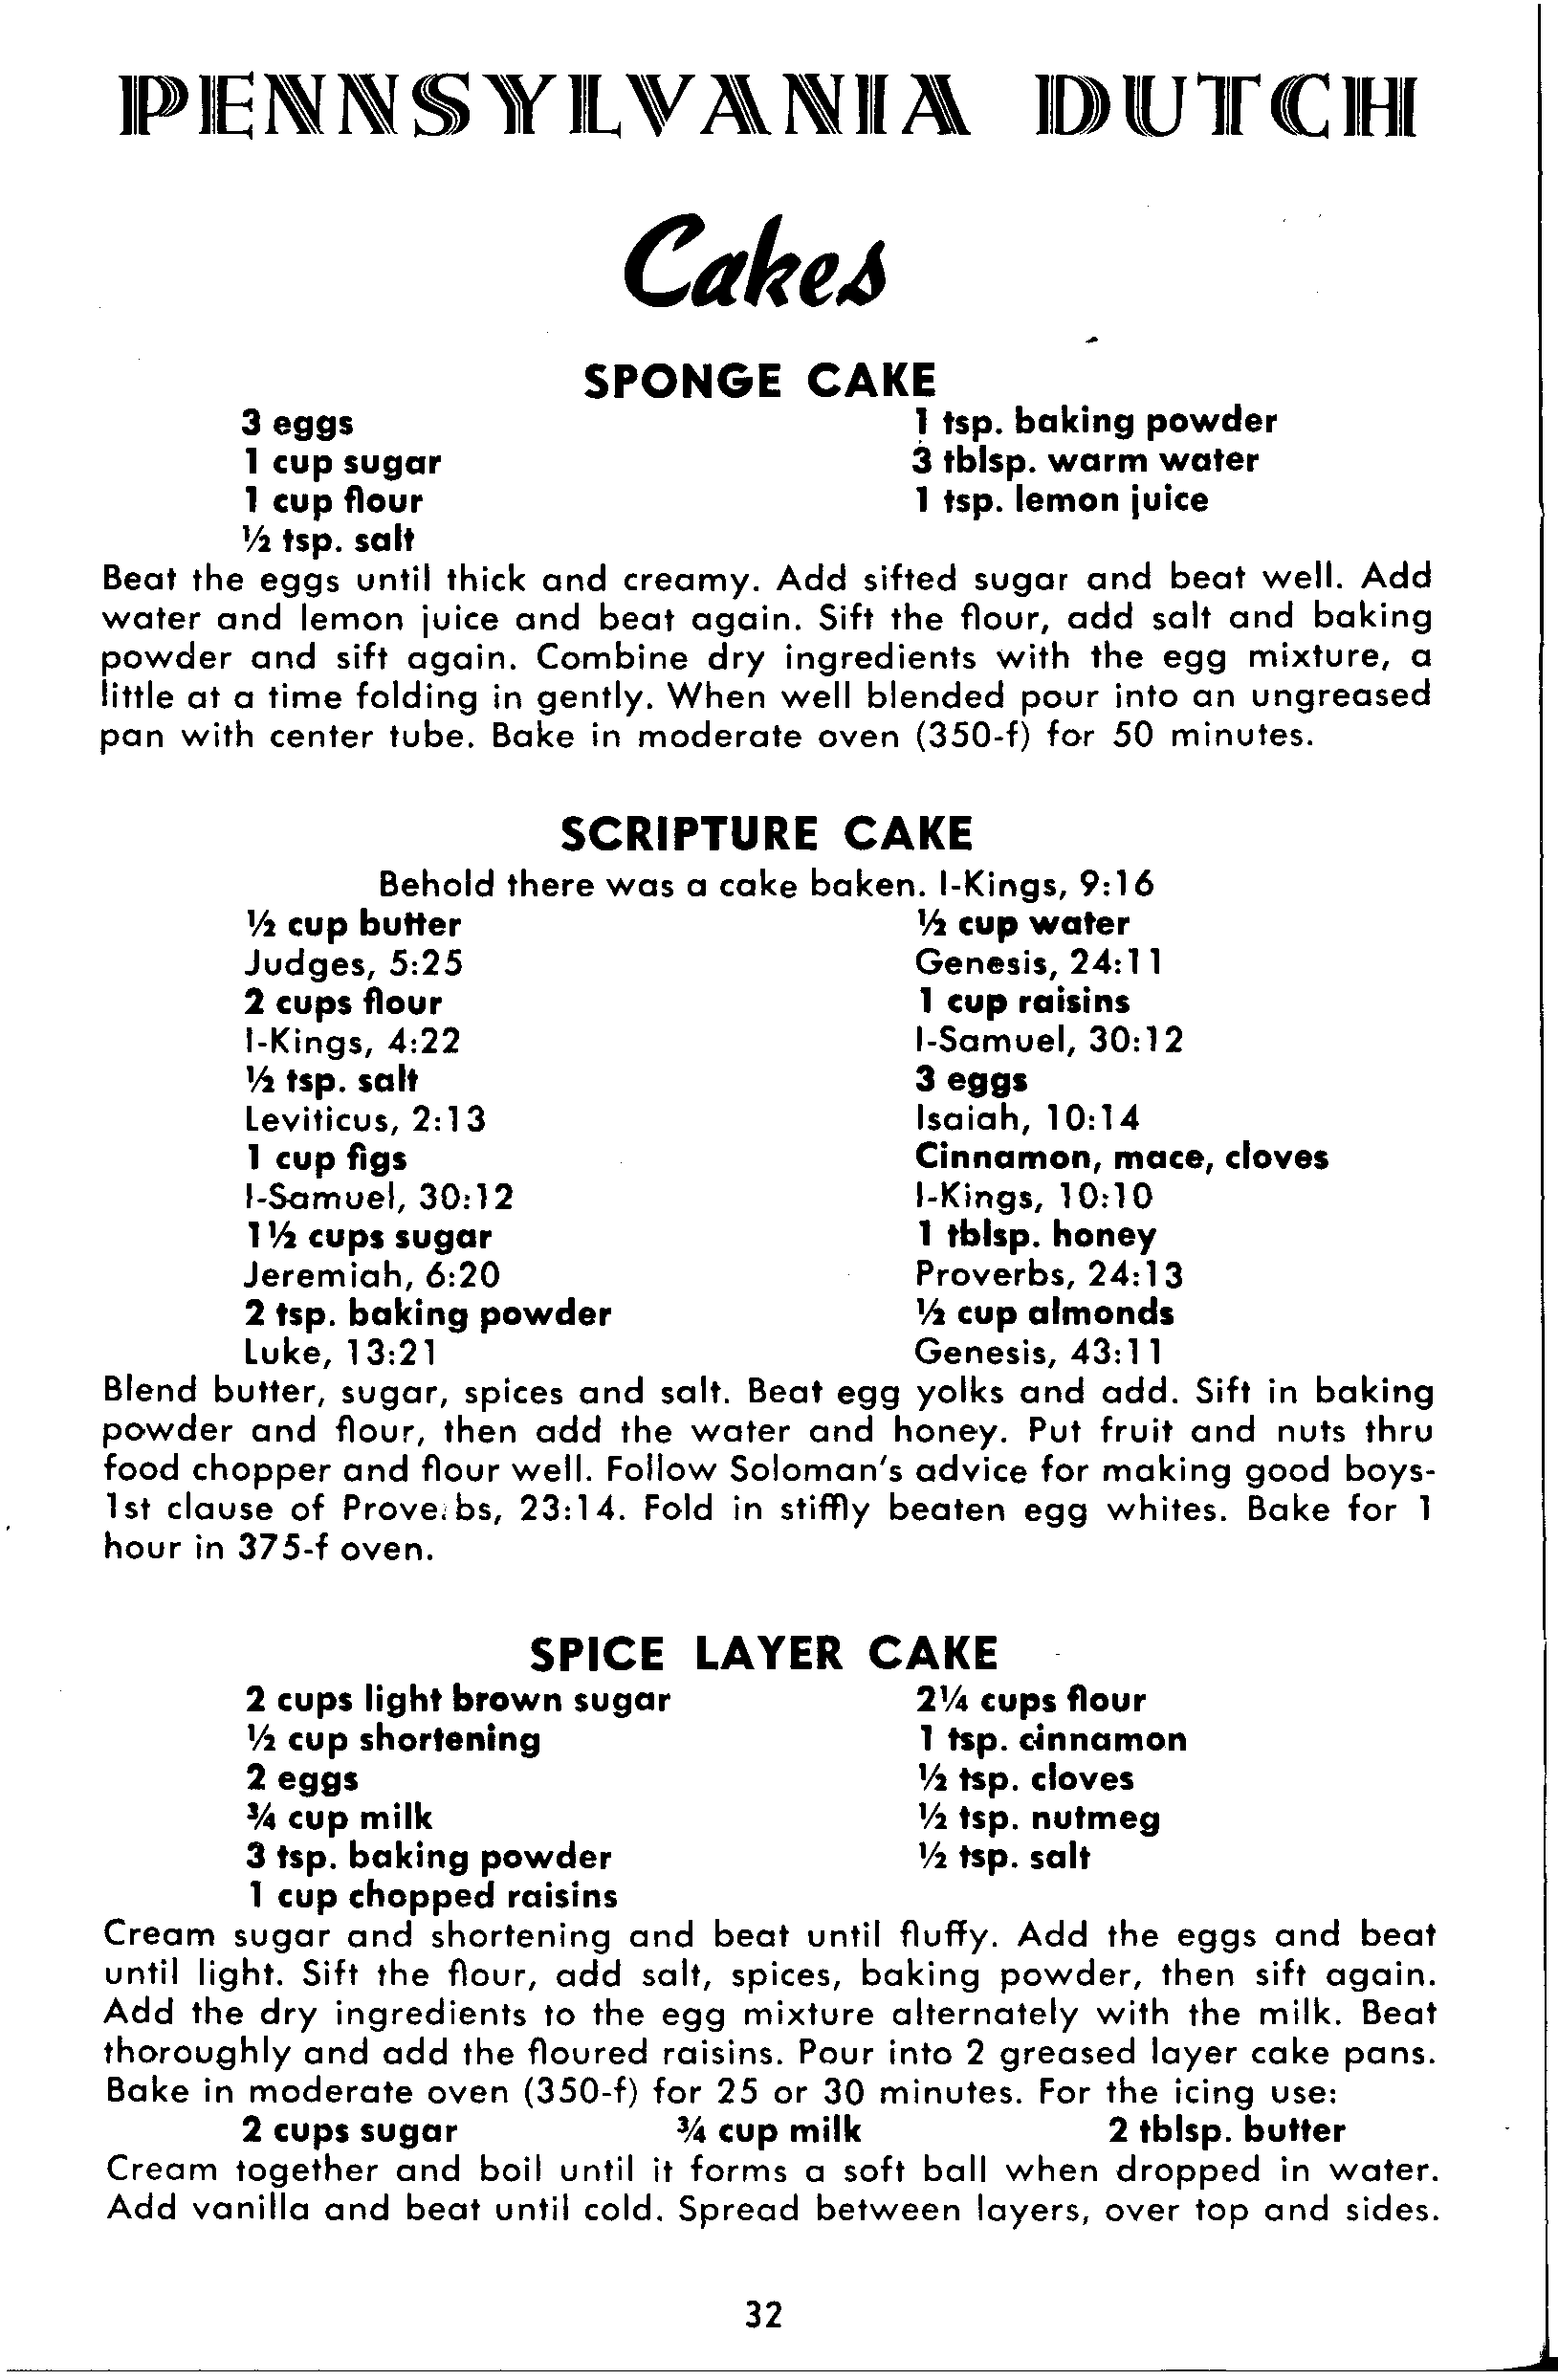 PENNSYLVANIA DUTCH
Cakes
SPONGE CAKE
3 eggs
1 cup sugar
1 cup flour
½ tsp. salt
1 tsp. baking powder
3 tblsp. warm water
1 tsp. lemon juice
Beat the eggs until thick and creamy. Add sifted sugar and beat well. Add
water and lemon juice and beat again. Sift the flour, add salt and baking
powder and sift again. Combine dry ingredients with the egg mixture, a
little at a time folding in gently. When well blended pour into an ungreased
pan with center tube. Bake in moderate oven (350-f) for 50 minutes.
SCRIPTURE CAKE
Behold there was a cake baken. I-Kings, 9:16
½ cup butter
Judges, 5:25
2 cups flour
I-Kings, 4:22
½ tsp. salt
Leviticus, 2:13
1 cup figs
I-Samuel, 30:12
1½ cups sugar
Jeremiah, 6:20
2 tsp. baking powder
Luke, 13:21
½ cup water
Genesis, 24:11
1 cup raisins
I-Samuel, 30:12
3 eggs
Isaiah, 10:14
Cinnamon, mace, cloves
I-Kings, 10:10
1 tblsp. honey
Proverbs, 24:13
½ cup almonds
Genesis, 43:11
Blend butter, sugar, spices and salt. Beat egg yolks and add. Sift in baking
powder and flour, then add the water and honey. Put fruit and nuts thru
food chopper and flour well. Follow Soloman's advice for making good boys-
1st clause of Proverbs, 23:14. Fold in stiffly beaten egg whites. Bake for 1
hour in 375-f oven.
SPICE LAYER CAKE
2 cups light brown sugar
½ cup shortening
2 eggs
¾ cup milk
3 tsp. baking powder
1 cup chopped raisins
2¼ cups flour
1 tsp. cinnamon
½ tsp. cloves
½ tsp. nutmeg
½ tsp. salt
Cream sugar and shortening and beat until fluffy. Add the eggs and beat
until light. Sift the flour, add salt, spices, baking powder, then sift again.
Add the dry ingredients to the egg mixture alternately with the milk. Beat
thoroughly and add the floured raisins. Pour into 2 greased layer cake pans.
Bake in moderate oven (350-f) for 25 or 30 minutes. For the icing use:
2 cups sugar ¾ cup milk 2 tblsp. butter
Cream together and boil until it forms a soft ball when dropped in water.
Add vanilla and beat until cold. Spread between layers, over top and sides.
32